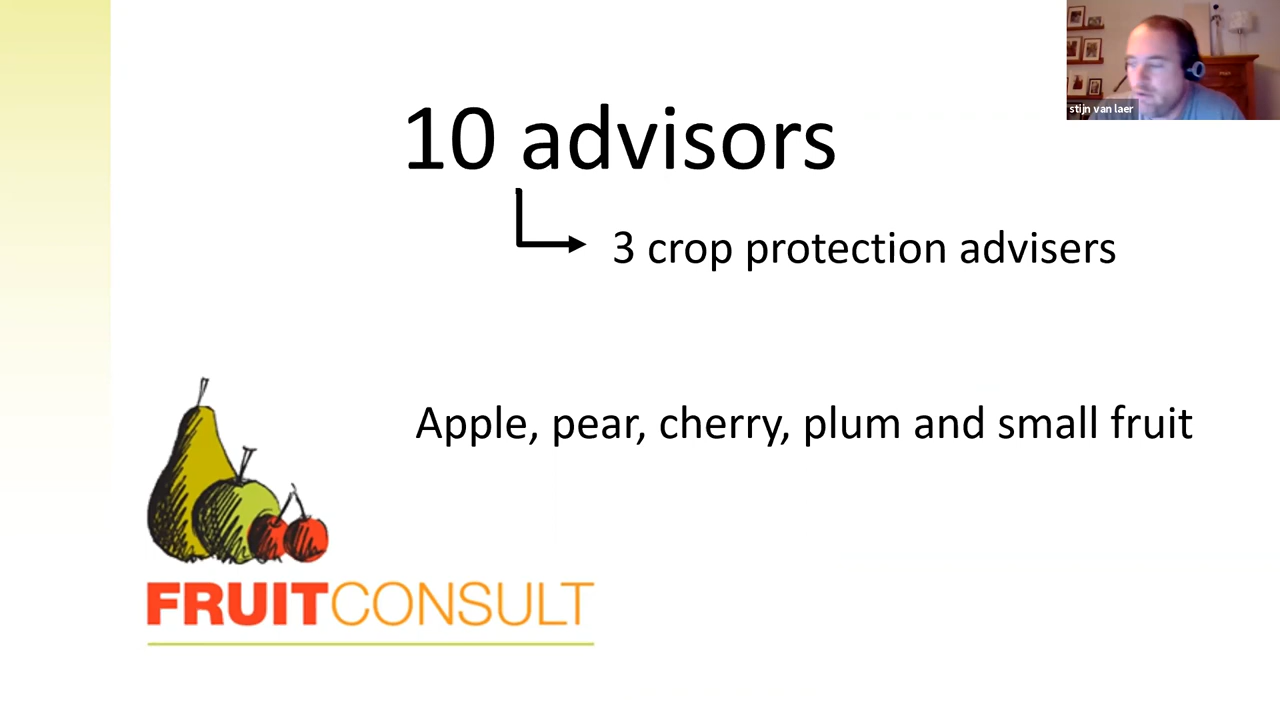 10 advisors
stijn van laer
3 crop protection advisers
Apple, pear, cherry, plum and small fruit
FRUITCONSULT